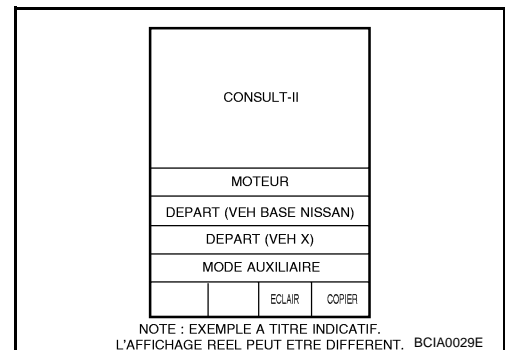 CONSULT-II
MOTEUR
DEPART (VEH BASE NISSAN)
DEPART (VEH X)
MODE AUXILIAIRE
ECLAIR COPIER
NOTE : EXEMPLE A TITRE INDICATIF.
L'AFFICHAGE REEL PEUT ETRE DIFFERENT. BCIA0029E